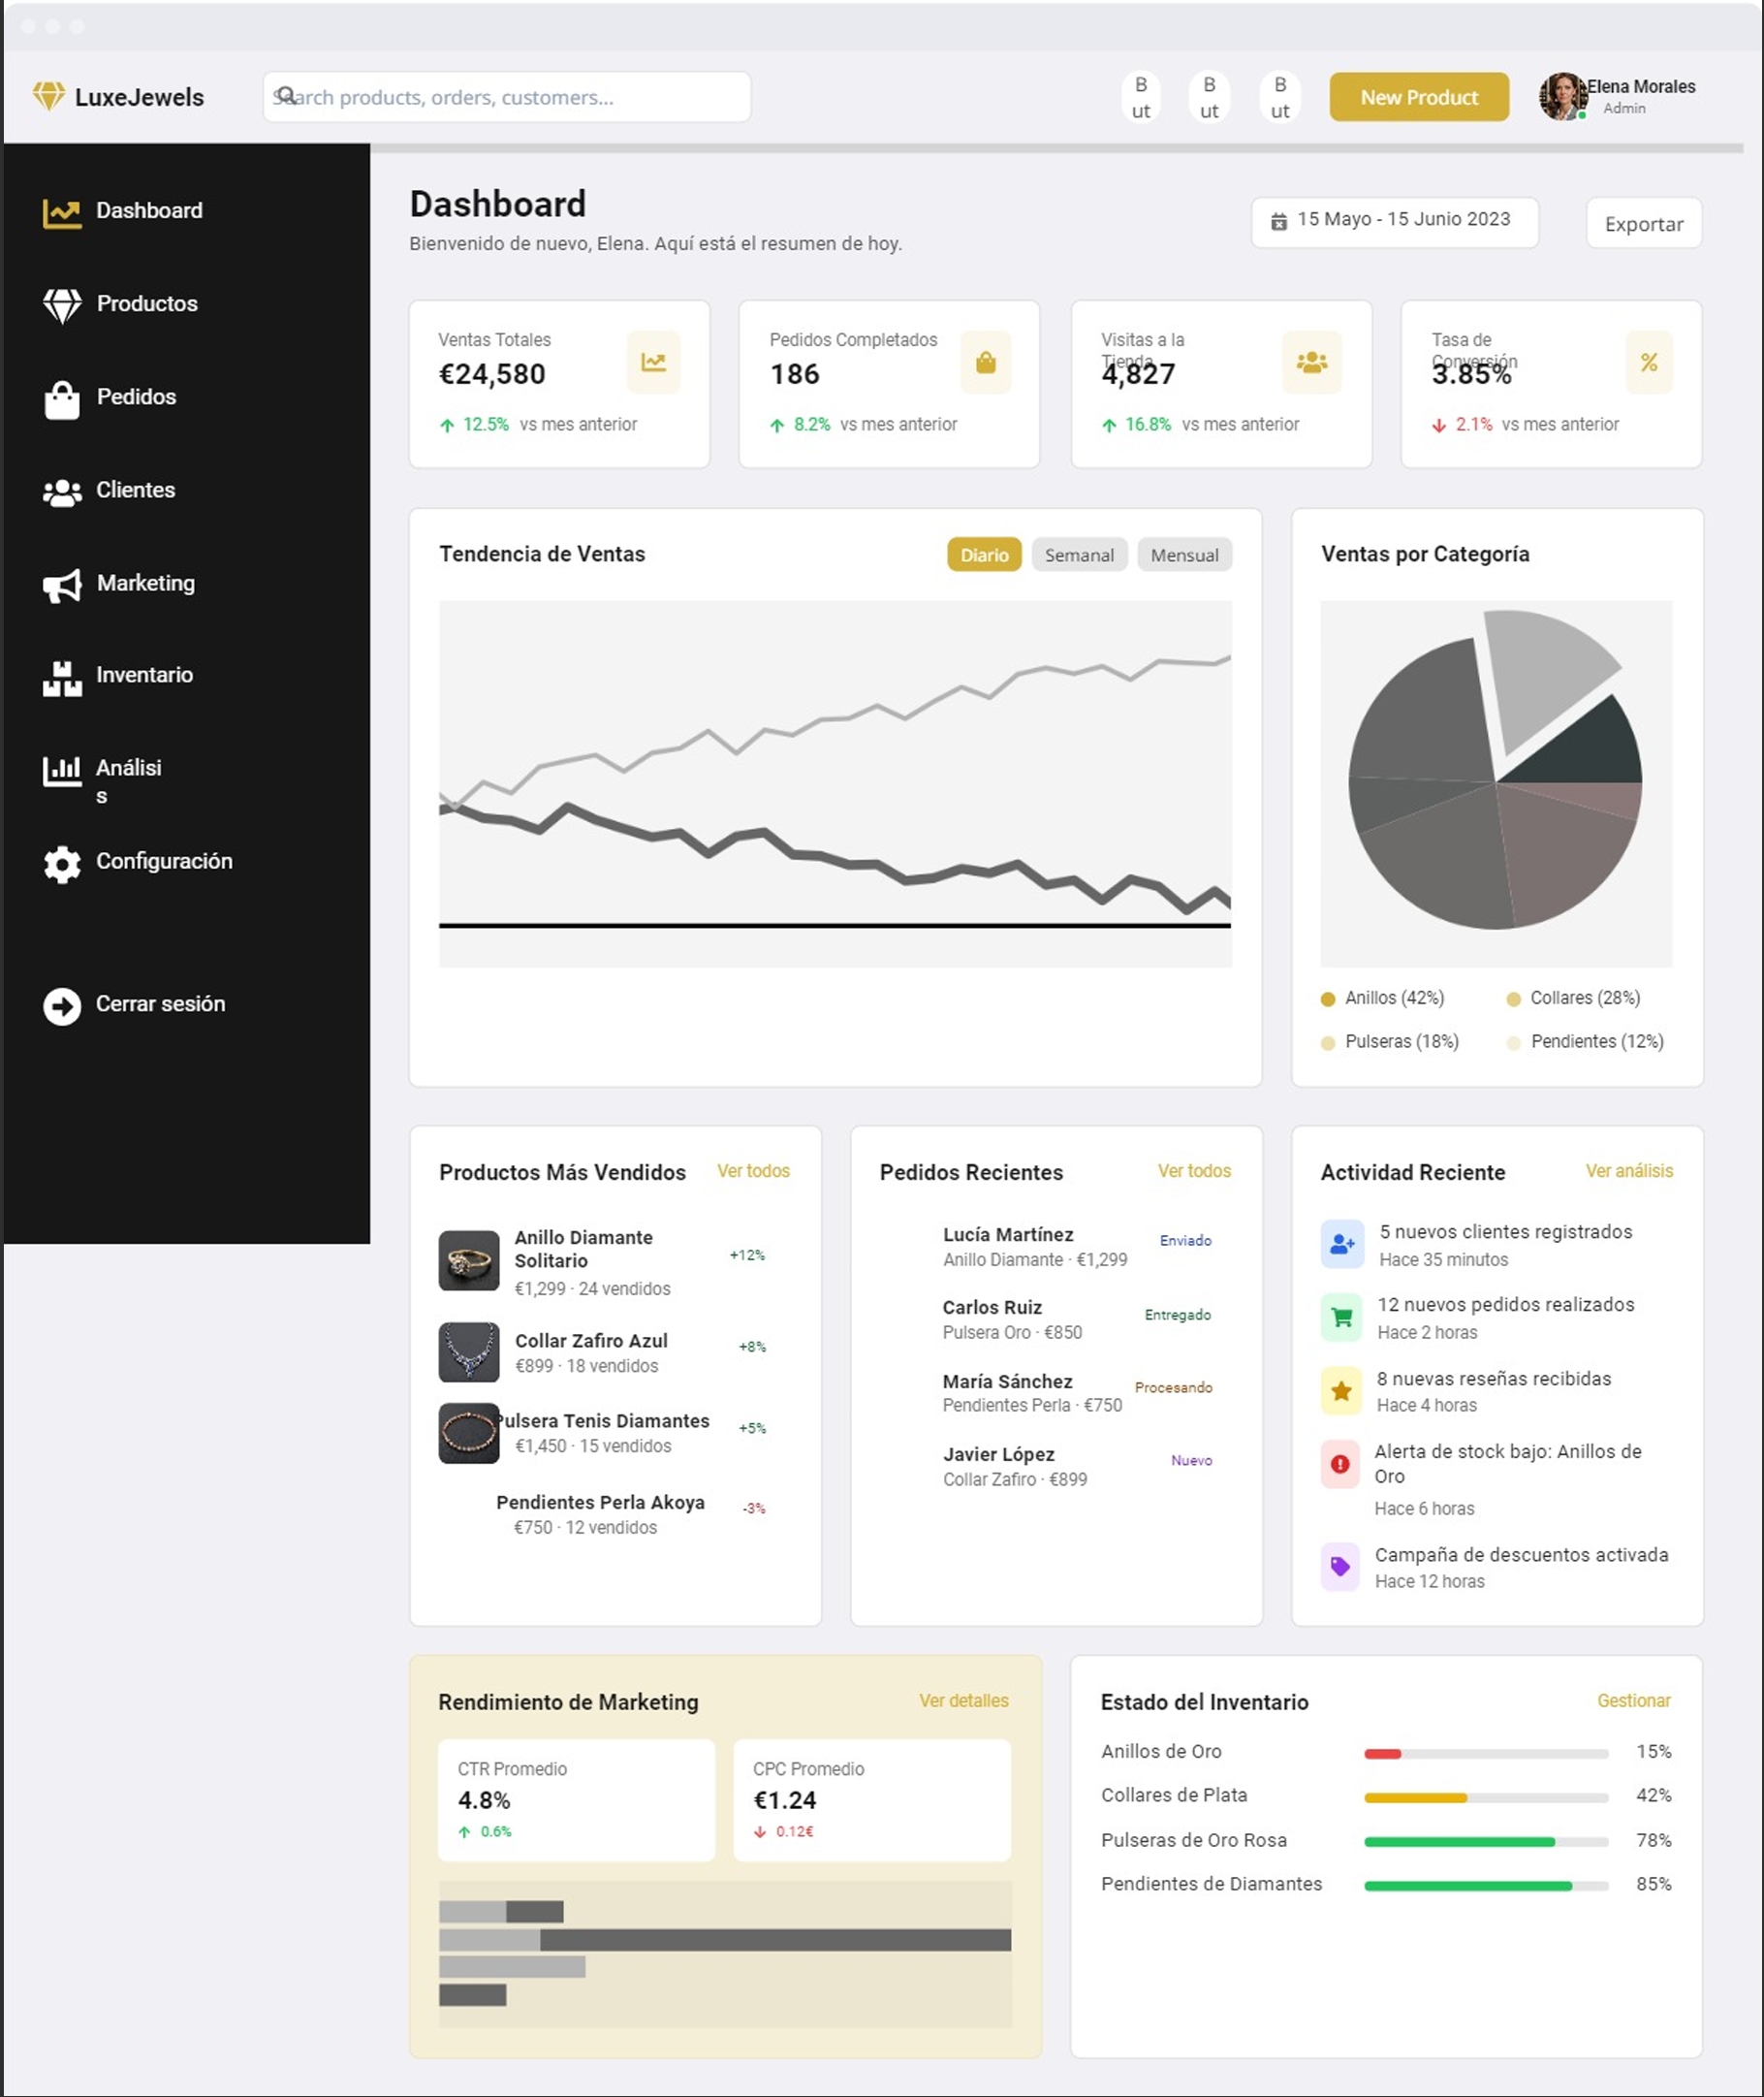 LuxeJewels
Search products, orders, customers...
B
ut
B
ut
B
ut
New Product
Elena Morales
Admin
Dashboard
Productos
Pedidos
Clientes
Marketing
Inventario
Análisi
s
Configuración
Cerrar sesión
Dashboard
Bienvenido de nuevo, Elena. Aquí está el resumen de hoy.
15 Mayo - 15 Junio 2023
Exportar
Ventas Totales
€24,580
12.5% vs mes anterior
Pedidos Completados
186
8.2% vs mes anterior
Visitas a la
Tienda
4,827
16.8% vs mes anterior
Tasa de
Conversión
3.85%
%
2.1% vs mes anterior
Tendencia de Ventas
Diario
Semanal
Mensual
Ventas por Categoría
Anillos (42%)
Collares (28%)
Pulseras (18%)
Pendientes (12%)
Productos Más Vendidos
Ver todos
Anillo Diamante
Solitario
€1,299 · 24 vendidos
+12%
Collar Zafiro Azul
€899 · 18 vendidos
+8%
Pulsera Tenis Diamantes
€1,450 · 15 vendidos
+5%
Pendientes Perla Akoya
€750 · 12 vendidos
-3%
Pedidos Recientes
Ver todos
Lucía Martínez
Anillo Diamante · €1,299
Enviado
Carlos Ruiz
Pulsera Oro · €850
Entregado
María Sánchez
Pendientes Perla · €750
Procesando
Javier López
Collar Zafiro · €899
Nuevo
Actividad Reciente
Ver análisis
5 nuevos clientes registrados
Hace 35 minutos
12 nuevos pedidos realizados
Hace 2 horas
8 nuevas reseñas recibidas
Hace 4 horas
Alerta de stock bajo: Anillos de
Oro
Hace 6 horas
Campaña de descuentos activada
Hace 12 horas
Rendimiento de Marketing
Ver detalles
CTR Promedio
4.8%
0.6%
CPC Promedio
€1.24
0.12€
Estado del Inventario
Gestionar
Anillos de Oro
15%
Collares de Plata
42%
Pulseras de Oro Rosa
78%
Pendientes de Diamantes
85%